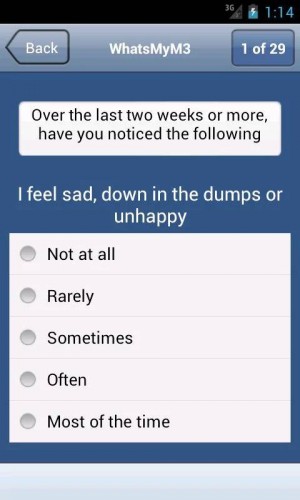 3G 1:14
Back WhatsMyM3 1 of 29
Over the last two weeks or more,
have you noticed the following
I feel sad, down in the dumps or
unhappy
Not at all
Rarely
Sometimes
Often
Most of the time